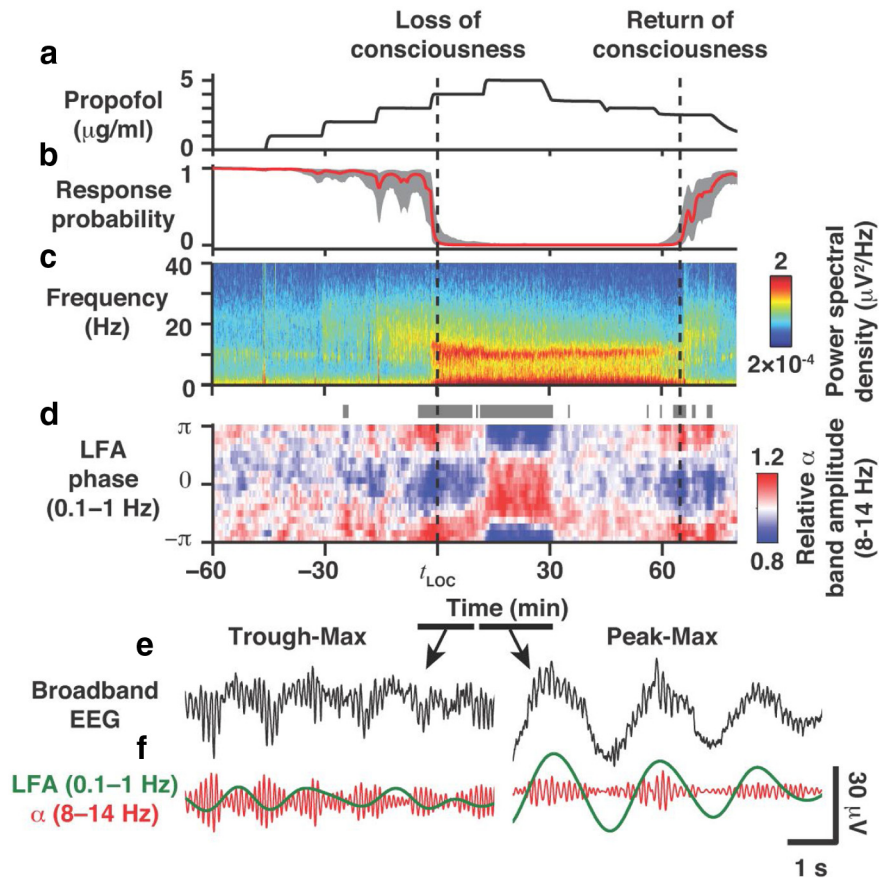 Loss of
consciousness
Return of
consciousness
a
Propofol
(μg/ml)
5
0
b
Response
probability
1
0
c
Frequency
(Hz)
40
20
0
2
2×10⁻⁴
Power spectral
density (μV²/Hz)
d
LFA
phase
(0.1–1 Hz)
π
0
−π
1.2
0.8
Relative α
band amplitude
(8-14 Hz)
−60
−30
tLOC
30
60
Time (min)
e
Trough-Max
Peak-Max
Broadband
EEG
f
LFA (0.1–1 Hz)
α (8–14 Hz)
30 μV
1 s